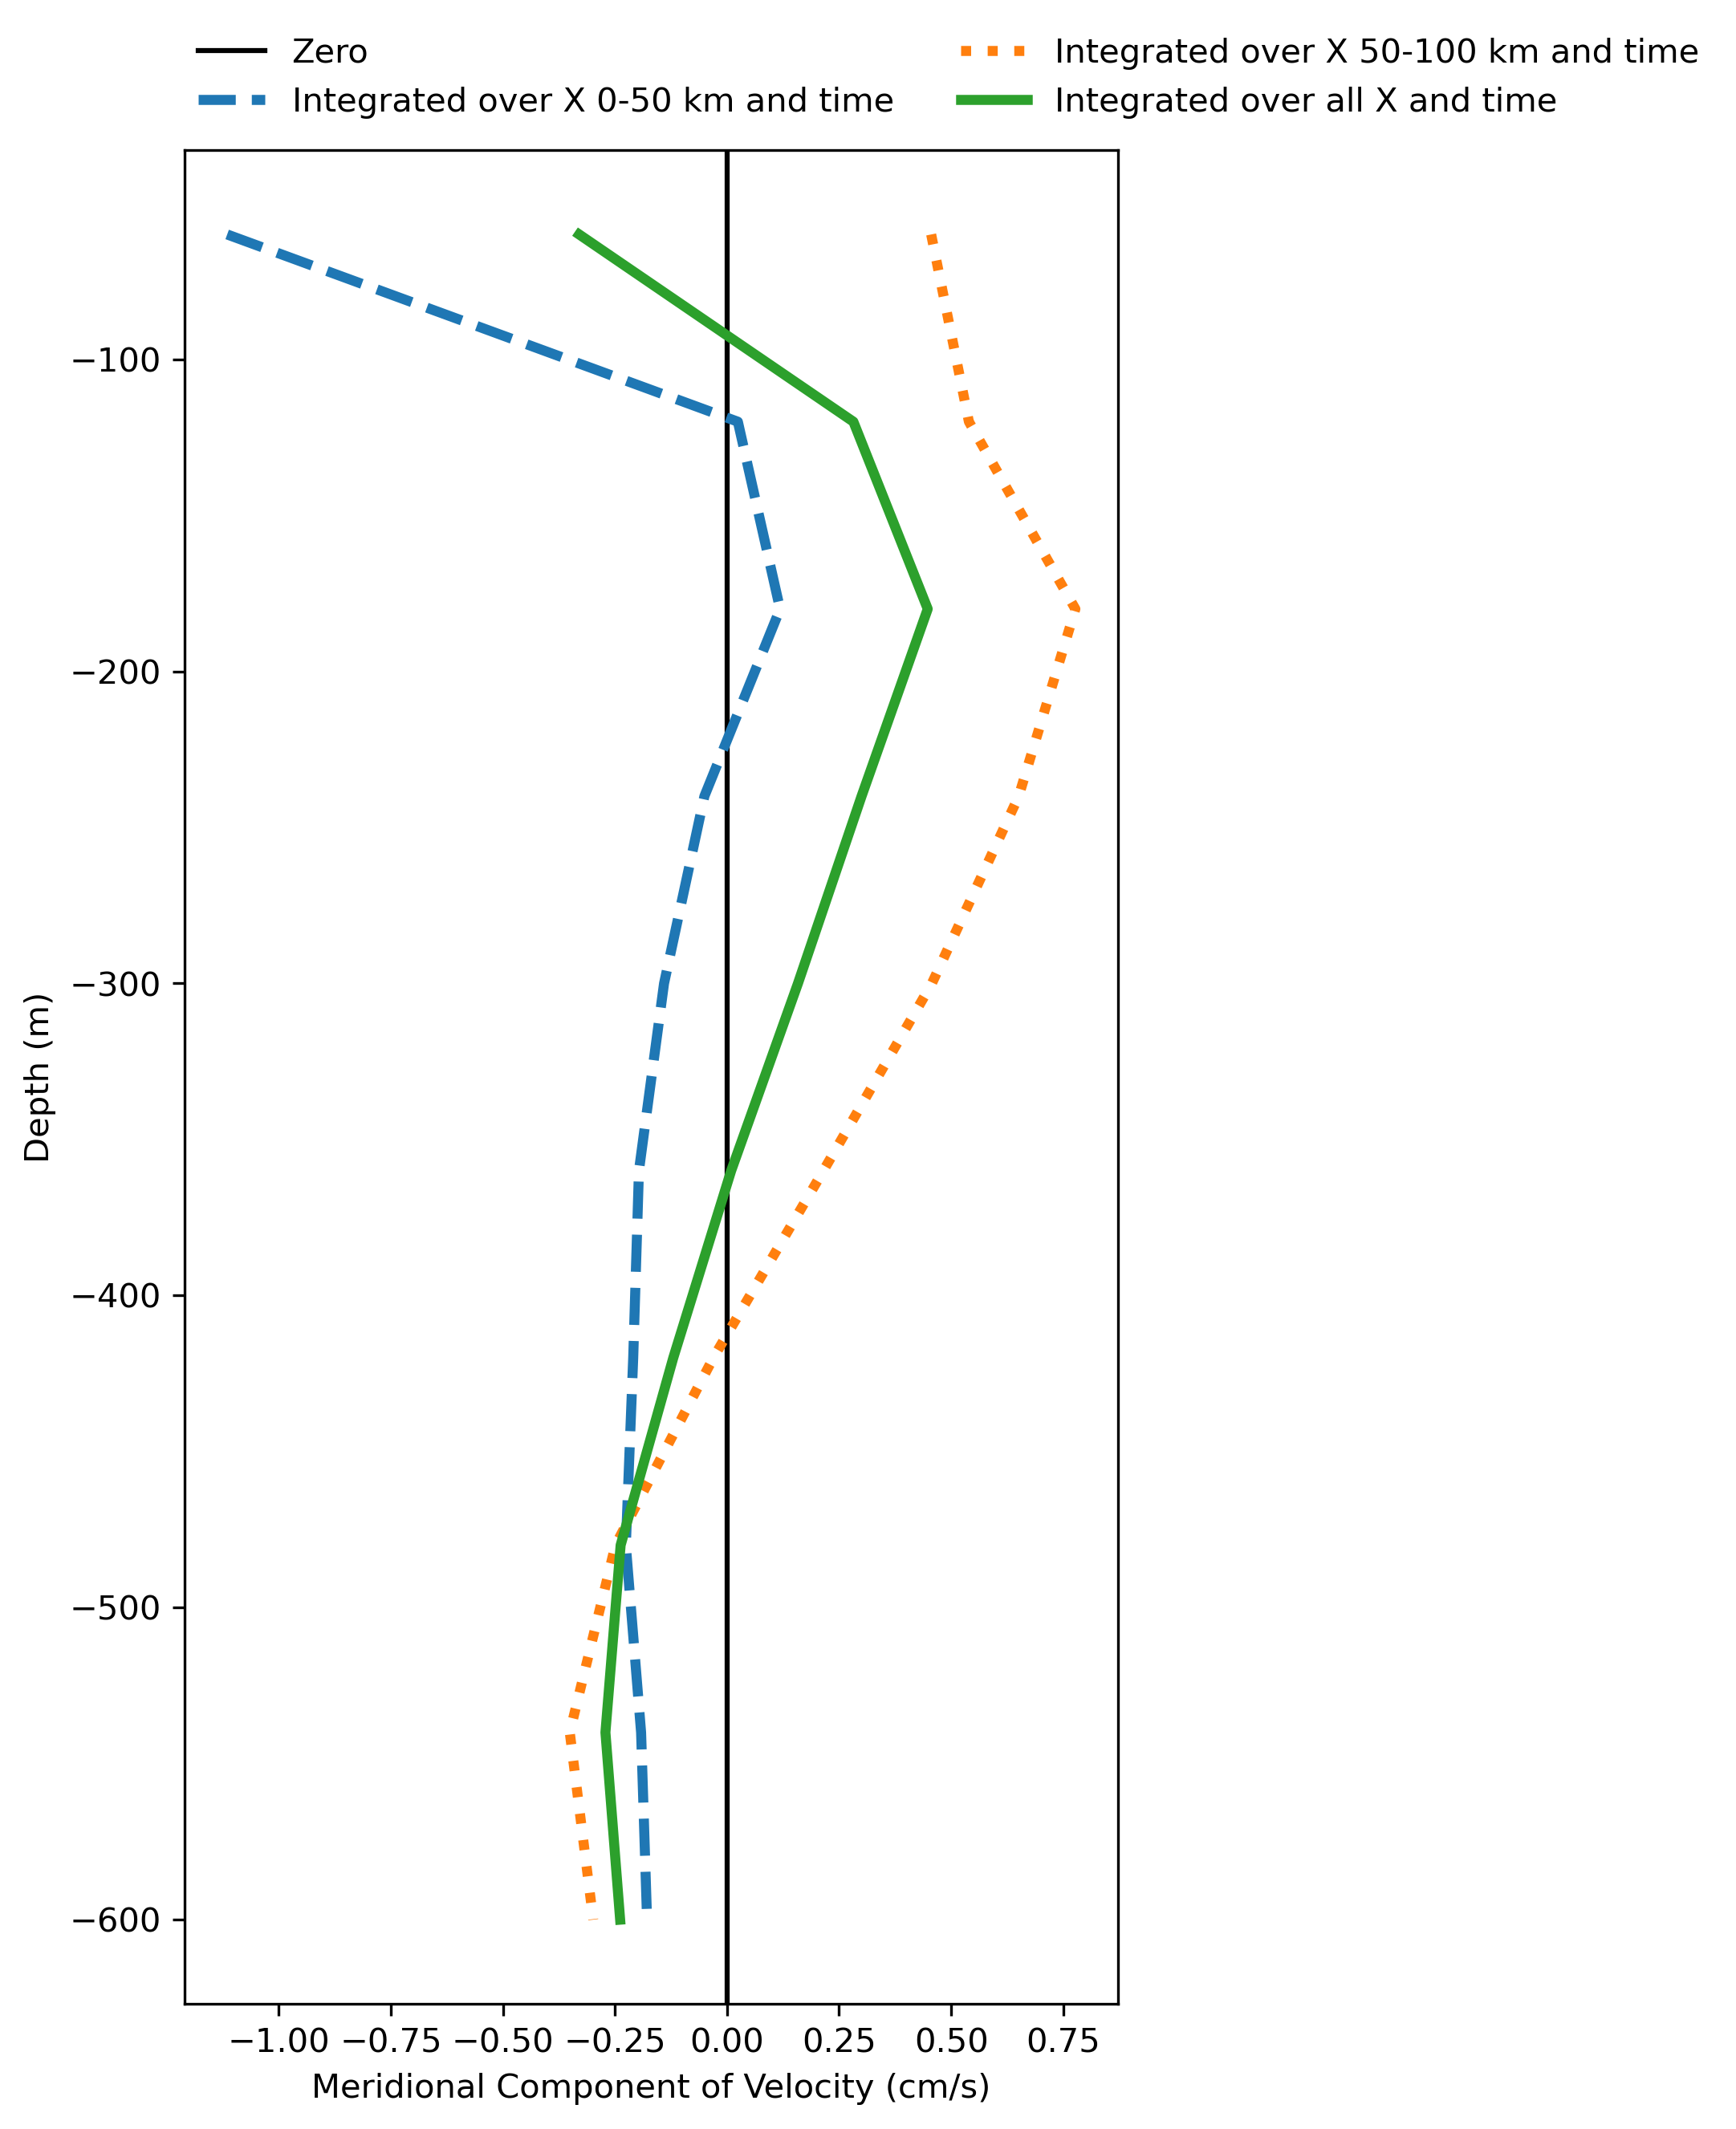 Zero
Integrated over X 0-50 km and time
Integrated over X 50-100 km and time
Integrated over all X and time
Depth (m)
−100
−200
−300
−400
−500
−600
−1.00 −0.75 −0.50 −0.25 0.00 0.25 0.50 0.75
Meridional Component of Velocity (cm/s)